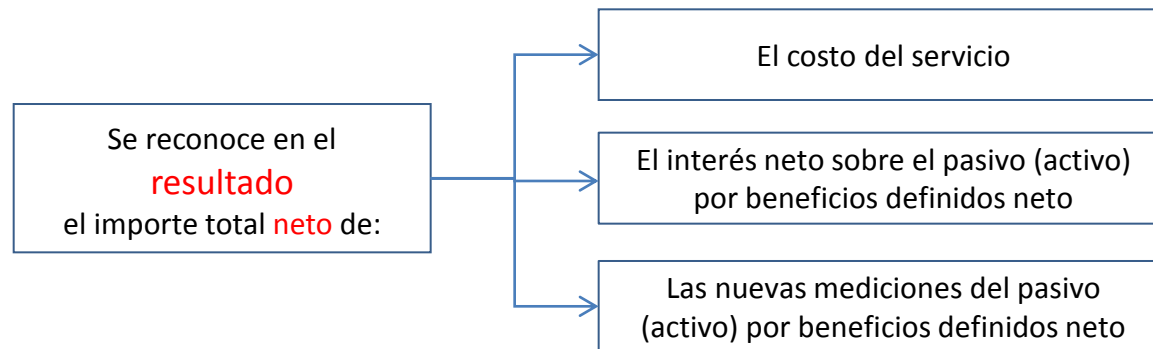 Se reconoce en el
resultado
el importe total neto de:
El costo del servicio
El interés neto sobre el pasivo (activo)
por beneficios definidos neto
Las nuevas mediciones del pasivo
(activo) por beneficios definidos neto